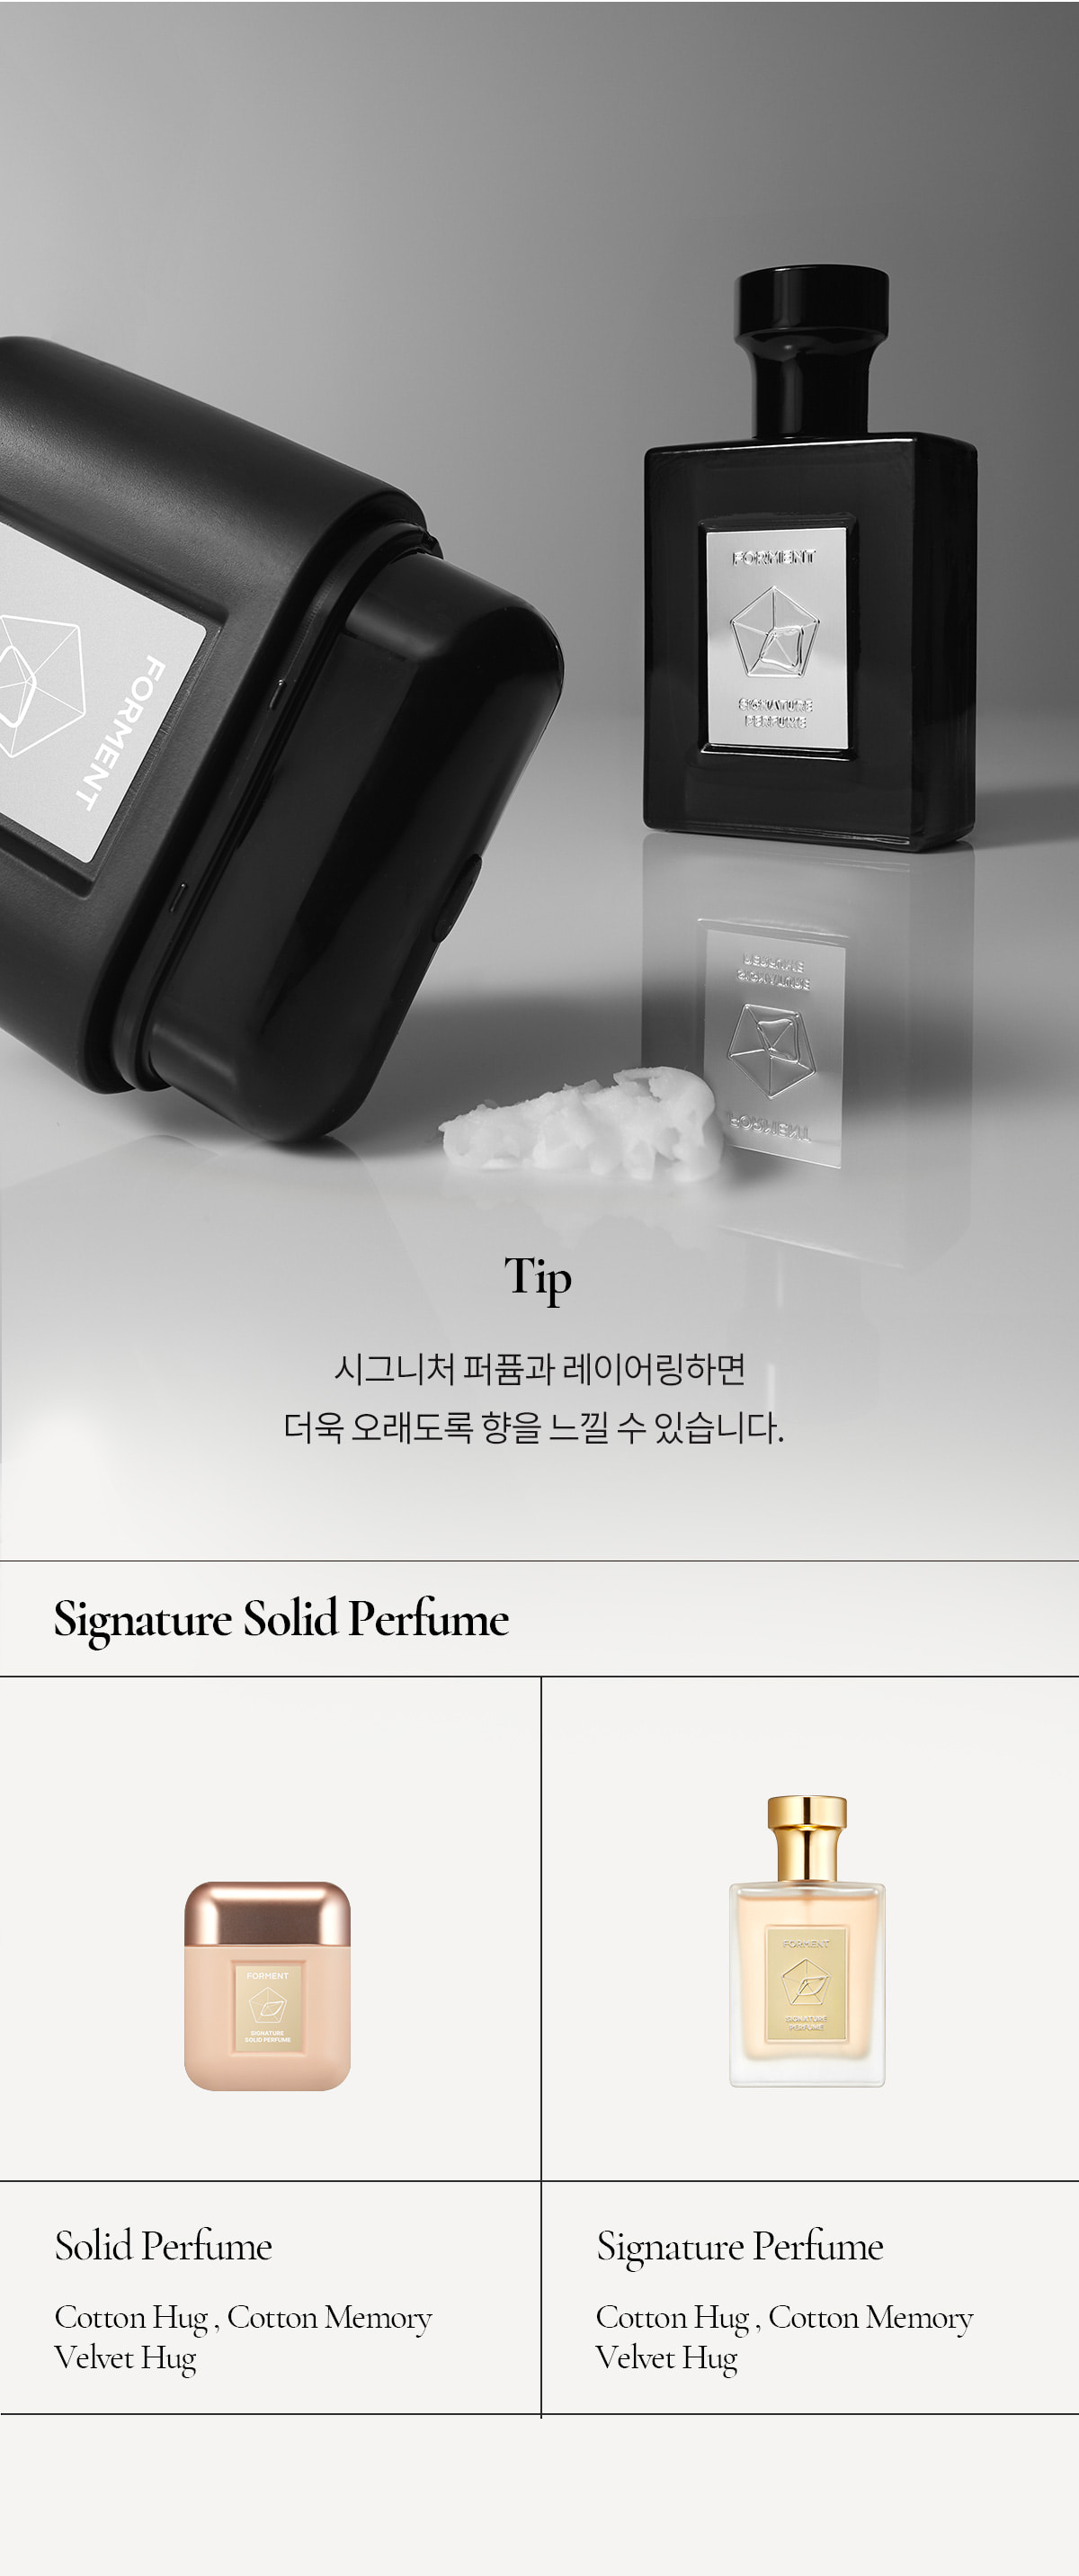 FORMENT
SIGNATURE
PERFUME
FORMENT
Tip
시그니처 퍼퓸과 레이어링하면
더욱 오래도록 향을 느낄 수 있습니다.
Signature Solid Perfume
FORMENT
SIGNATURE
SOLID PERFUME
FORMENT
SIGNATURE
PERFUME
Solid Perfume
Cotton Hug , Cotton Memory
Velvet Hug
Signature Perfume
Cotton Hug , Cotton Memory
Velvet Hug